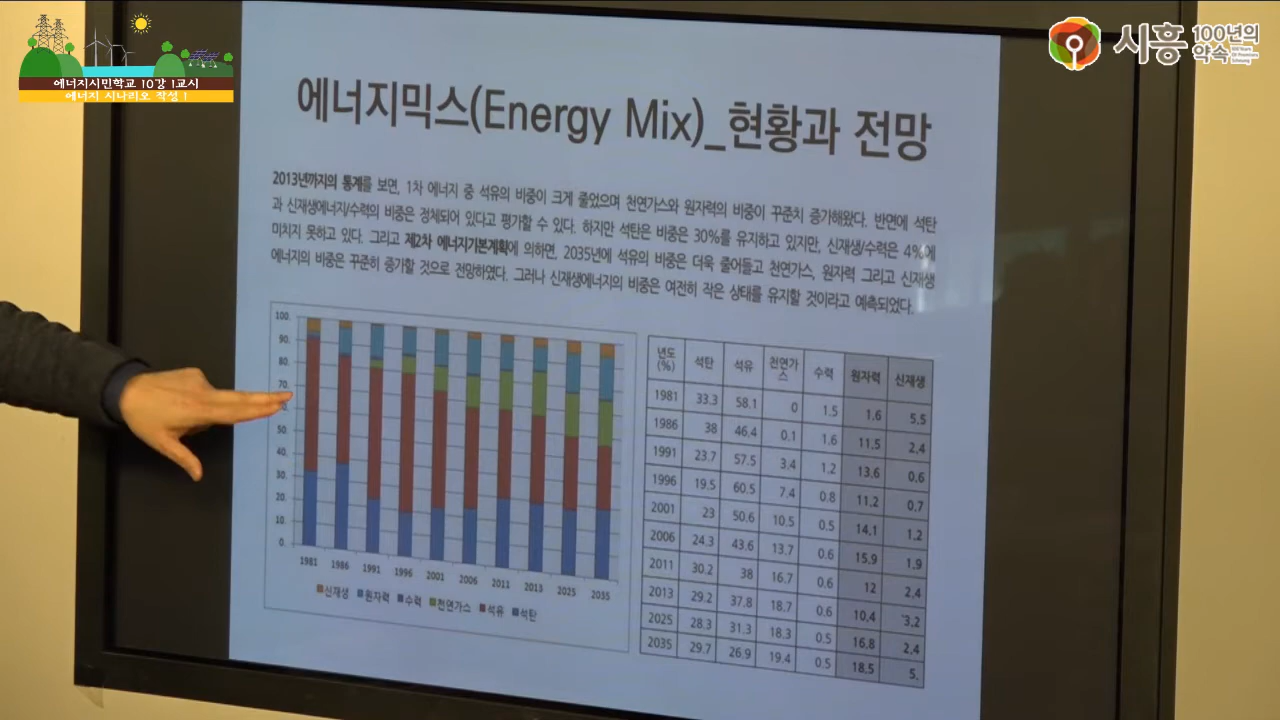 에너지시민학교 10강 1교시
에너지 시나리오 작성 1
시흥 100년의 약속
에너지믹스(Energy Mix)_현황과 전망
2013년까지의 통계를 보면, 1차 에너지 중 석유의 비중이 크게 줄었으며 천연가스와 원자력의 비중이 꾸준히 증가해왔다. 반면에 석탄
과 신재생에너지/수력의 비중은 정체되어 있다고 평가할 수 있다. 하지만 석탄은 비중은 30%를 유지하고 있지만, 신재생/수력은 4%에
미치지 못하고 있다. 그리고 제2차 에너지기본계획에 의하면, 2035년에 석유의 비중은 더욱 줄어들고 천연가스, 원자력 그리고 신재생
에너지의 비중은 꾸준히 증가할 것으로 전망하였다. 그러나 신재생에너지의 비중은 여전히 작은 상태를 유지할 것이라고 예측되었다.
100.
90.
80.
70.
50.
40.
30.
20.
10.
0.
1981 1986 1991 1996 2001 2006 2011 2013 2025 2035
신재생 원자력 수력 천연가스 석유 석탄
년도(%) 석탄 석유 천연가스 수력 원자력 신재생
1981 33.3 58.1 0 1.5 1.6 5.5
1986 38 46.4 0.1 1.6 11.5 2.4
1991 23.7 57.5 3.4 1.2 13.6 0.6
1996 19.5 60.5 7.4 0.8 11.2 0.7
2001 23 50.6 10.5 0.5 14.1 1.2
2006 24.3 43.6 13.7 0.6 15.9 1.9
2011 30.2 38 16.7 0.6 12 2.4
2013 29.2 37.8 18.7 0.6 10.4 3.2
2025 28.3 31.3 18.3 0.5 16.8 2.4
2035 29.7 26.9 19.4 0.5 18.5 5.